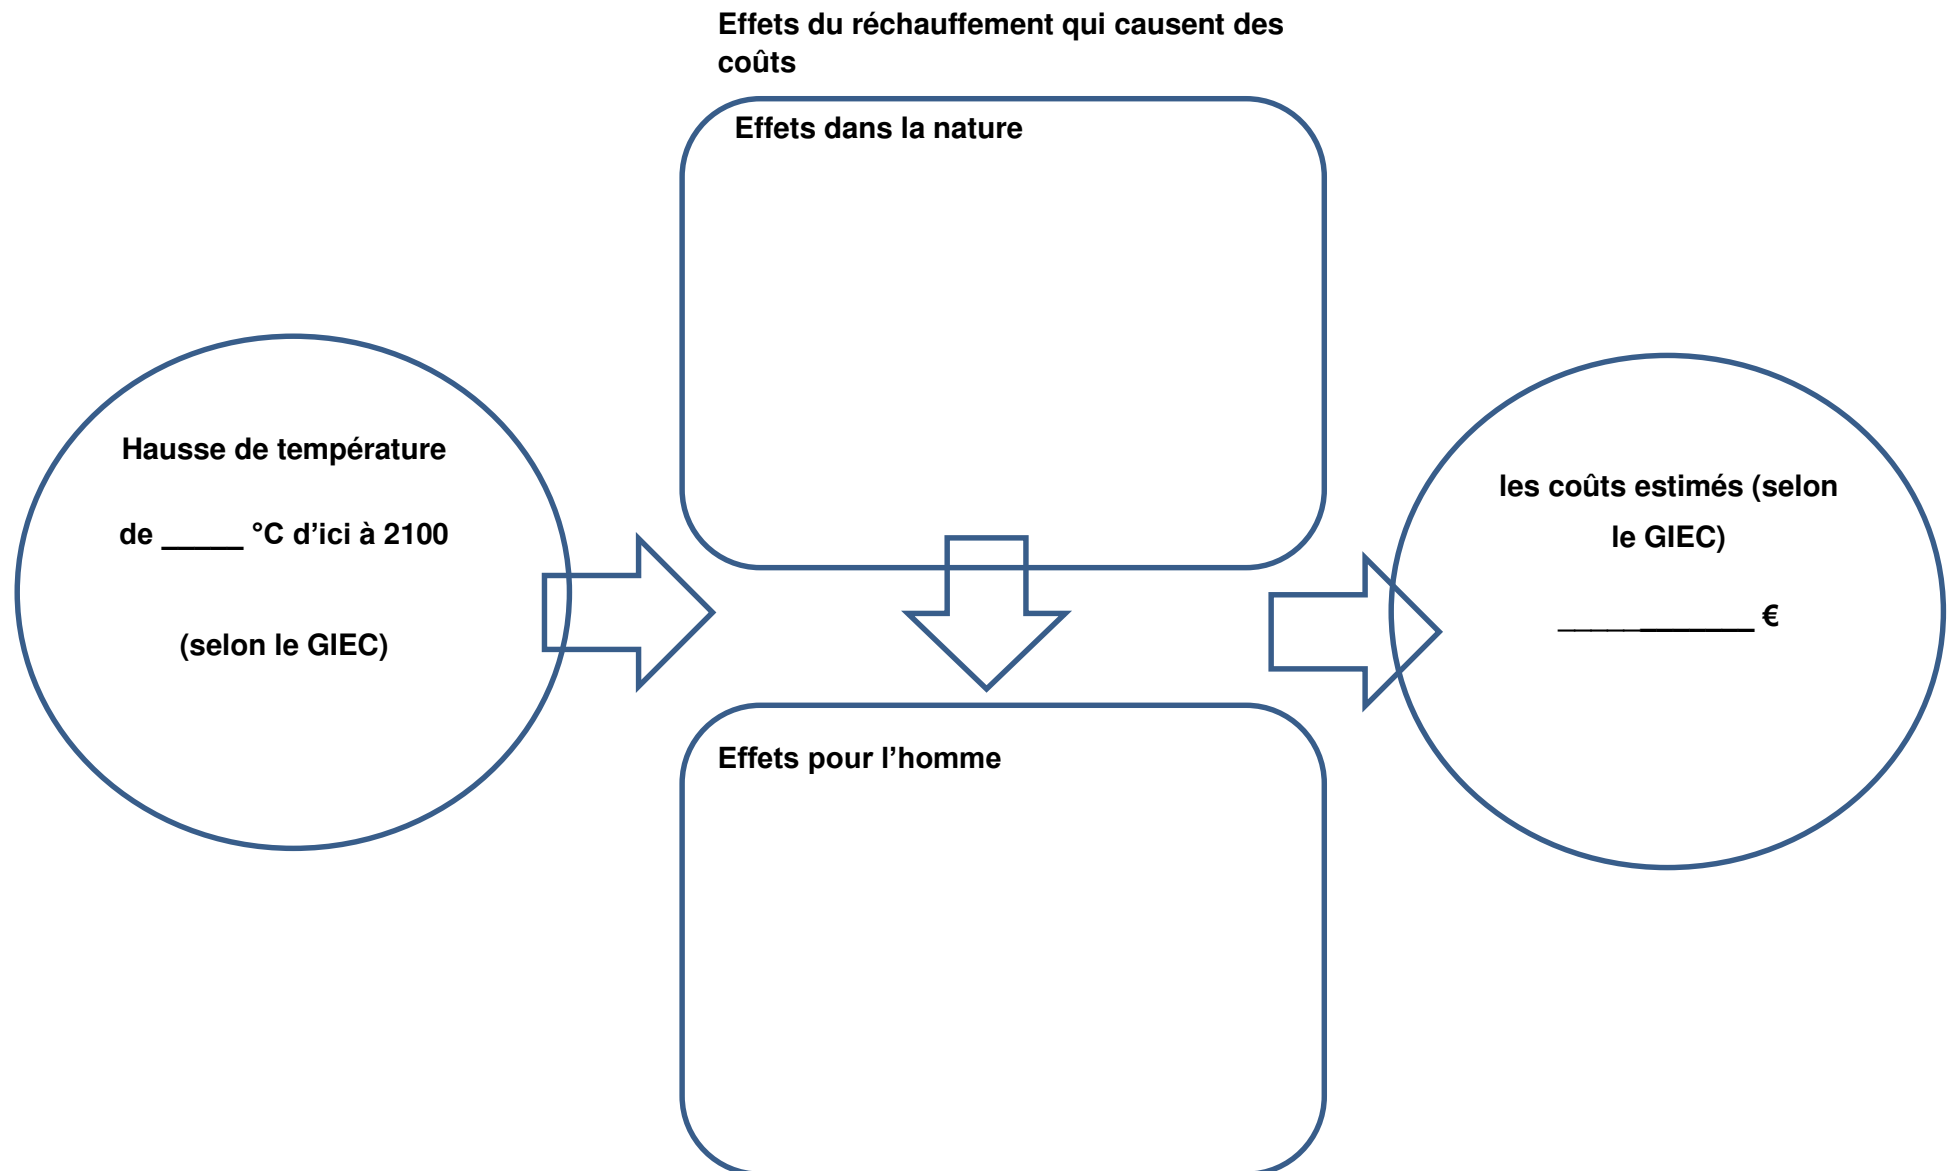 Effets du réchauffement qui causent des
coûts
Effets dans la nature
Hausse de température
de _____ °C d’ici à 2100
(selon le GIEC)
les coûts estimés (selon
le GIEC)
____________ €
Effets pour l’homme